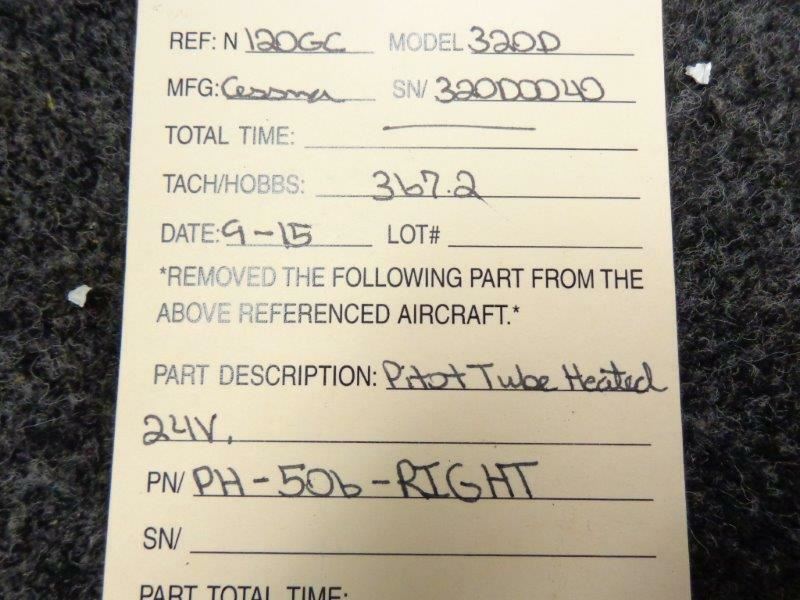 REF: N 120GC MODEL 320D
MFG: Cessna SN/ 320D0040
TOTAL TIME:
TACH/HOBBS: 367.2
DATE: 9-15 LOT#
*REMOVED THE FOLLOWING PART FROM THE
ABOVE REFERENCED AIRCRAFT.*
PART DESCRIPTION: Pitot Tube Heated
24V.
PN/ PH-506-RIGHT
SN/
PART TOTAL TIME: